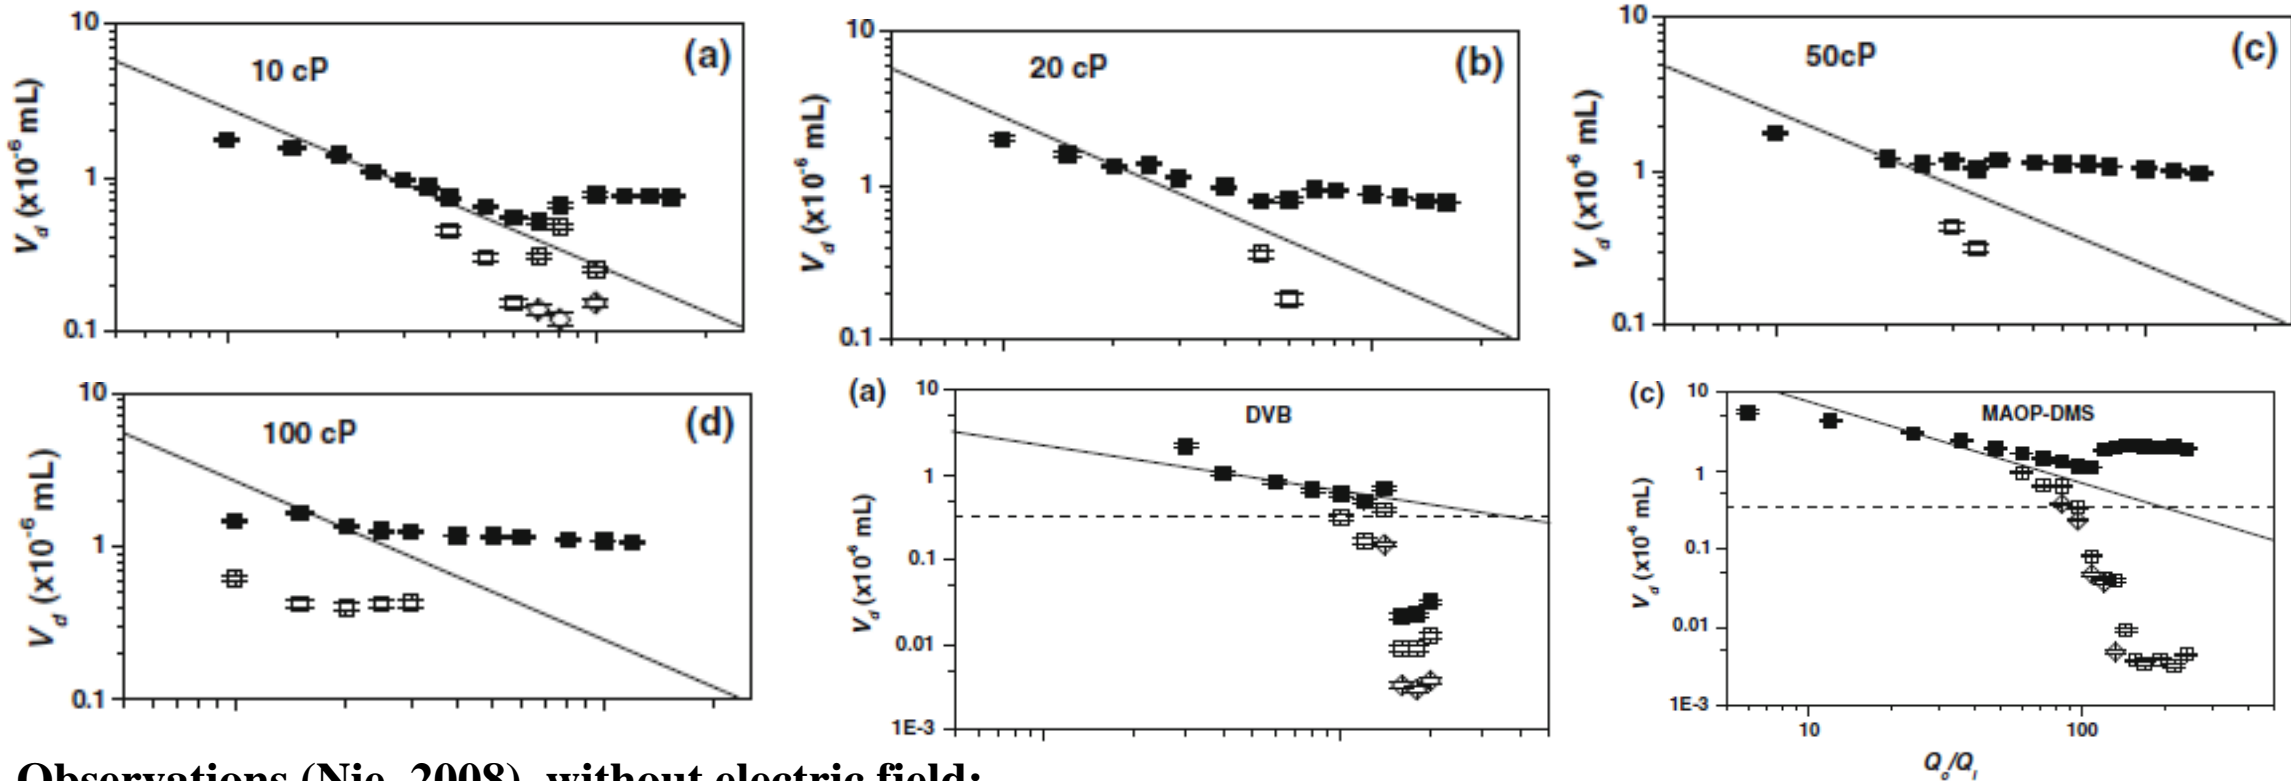 10
1
0.1
V_d (x10⁻⁶ mL)
10 cP
(a)
10
1
0.1
V_d (x10⁻⁶ mL)
20 cP
(b)
10
1
0.1
V_d (x10⁻⁶ mL)
50cP
(c)
10
1
0.1
V_d (x10⁻⁶ mL)
100 cP
(d)
(a)
10
1
0.1
0.01
1E-3
V_d (x10⁻⁶ mL)
DVB
(c)
10
1
0.1
0.01
1E-3
V_d (x10⁻⁶ mL)
MAOP-DMS
10
100
Observations (Nie, 2008), without electric field: